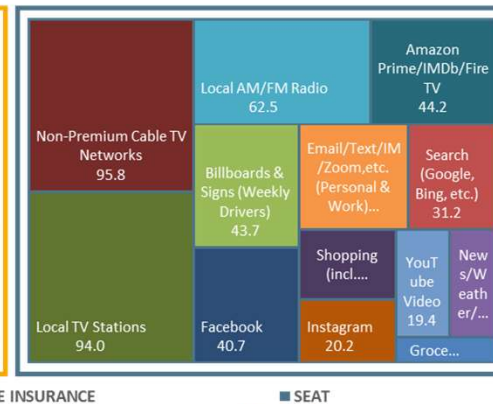 Non-Premium Cable TV
Networks
95.8
Local TV Stations
94.0
Local AM/FM Radio
62.5
Amazon
Prime/IMDb/Fire
TV
44.2
Billboards &
Signs (Weekly
Drivers)
43.7
Facebook
40.7
Email/Text/IM
/Zoom,etc.
(Personal &
Work)...
Search
(Google,
Bing, etc.)
31.2
Shopping
(incl....
Instagram
20.2
YouT
ube
Video
19.4
New
s/W
eath
er/...
Groce...
E INSURANCE
SEAT